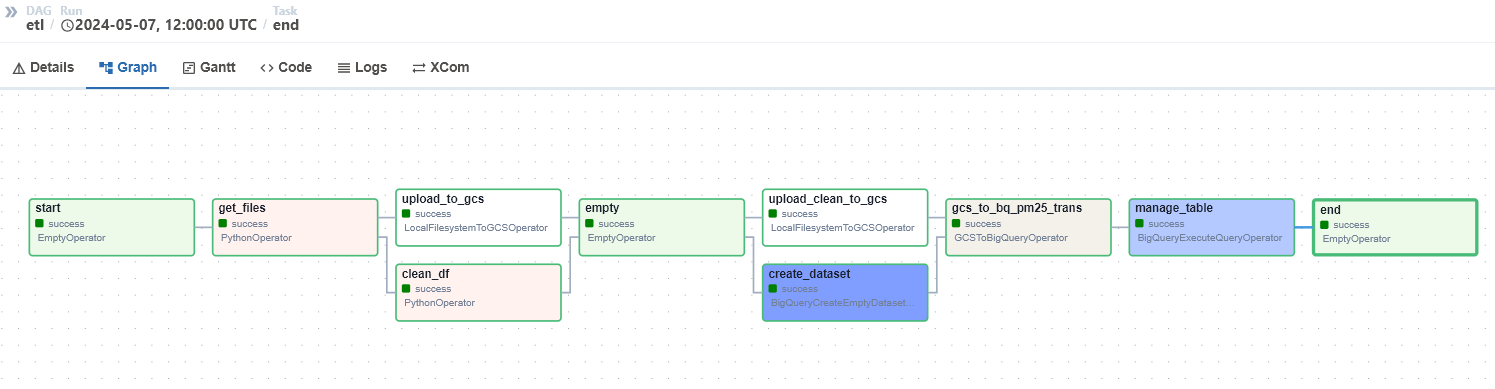 DAG Run Task
etl / 2024-05-07, 12:00:00 UTC / end
Details Graph Gantt Code Logs XCom
start
success
EmptyOperator
get_files
success
PythonOperator
upload_to_gcs
success
LocalFilesystemToGCSOperator
clean_df
success
PythonOperator
empty
success
EmptyOperator
upload_clean_to_gcs
success
LocalFilesystemToGCSOperator
create_dataset
success
BigQueryCreateEmptyDataset...
gcs_to_bq_pm25_trans
success
GCSToBigQueryOperator
manage_table
success
BigQueryExecuteQueryOperator
end
success
EmptyOperator